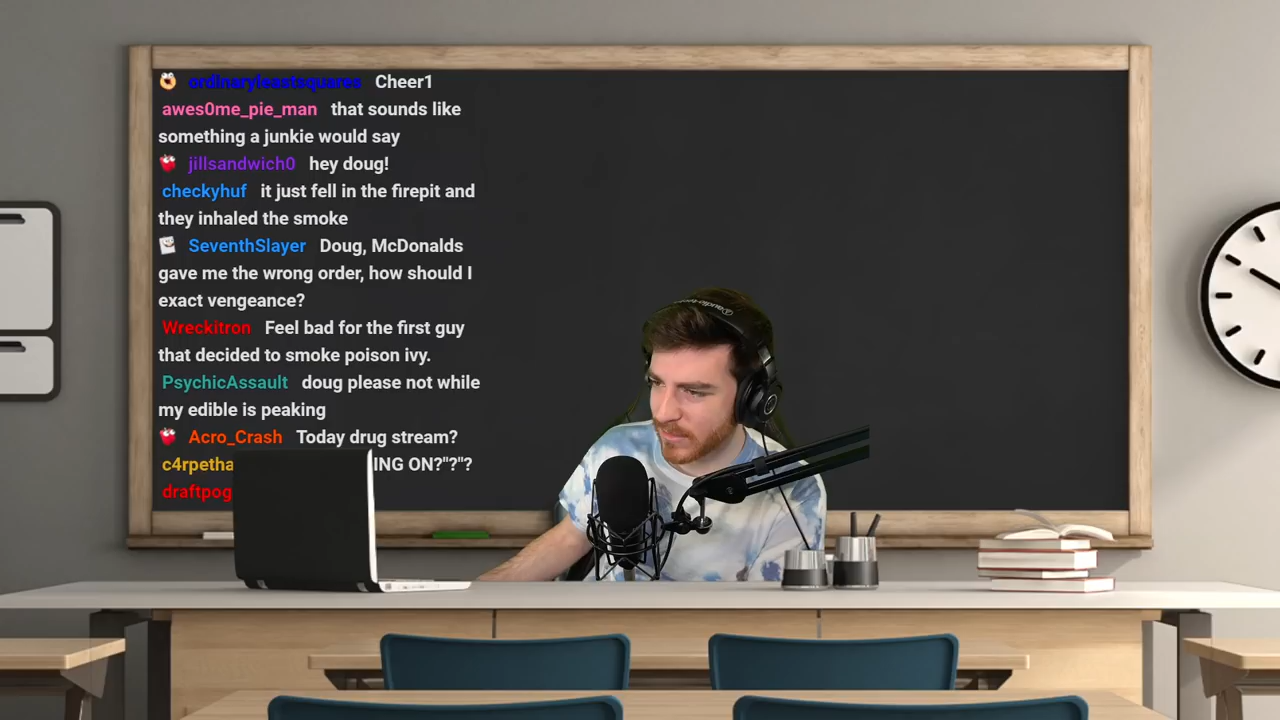 ordinaryleastsquares Cheer1
awes0me_pie_man that sounds like
something a junkie would say
jillsandwich0 hey doug!
checkyhuf it just fell in the firepit and
they inhaled the smoke
SeventhSlayer Doug, McDonalds
gave me the wrong order, how should I
exact vengeance?
Wreckitron Feel bad for the first guy
that decided to smoke poison ivy.
PsychicAssault doug please not while
my edible is peaking
Acro_Crash Today drug stream?
c4rpetha ING ON?"?"?
draftpog